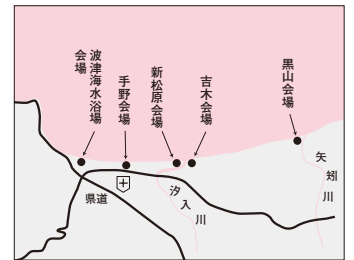 波津海水浴場
会場
手野会場
新松原会場
吉木会場
黒山会場
県道
汐入川
矢矧川